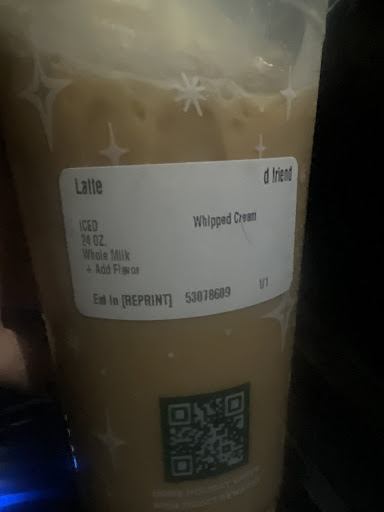 Latte d friend
ICED Whipped Cream
24 OZ.
Whole Milk
+ Add Flavor
Eat In [REPRINT] 53078609 1/1